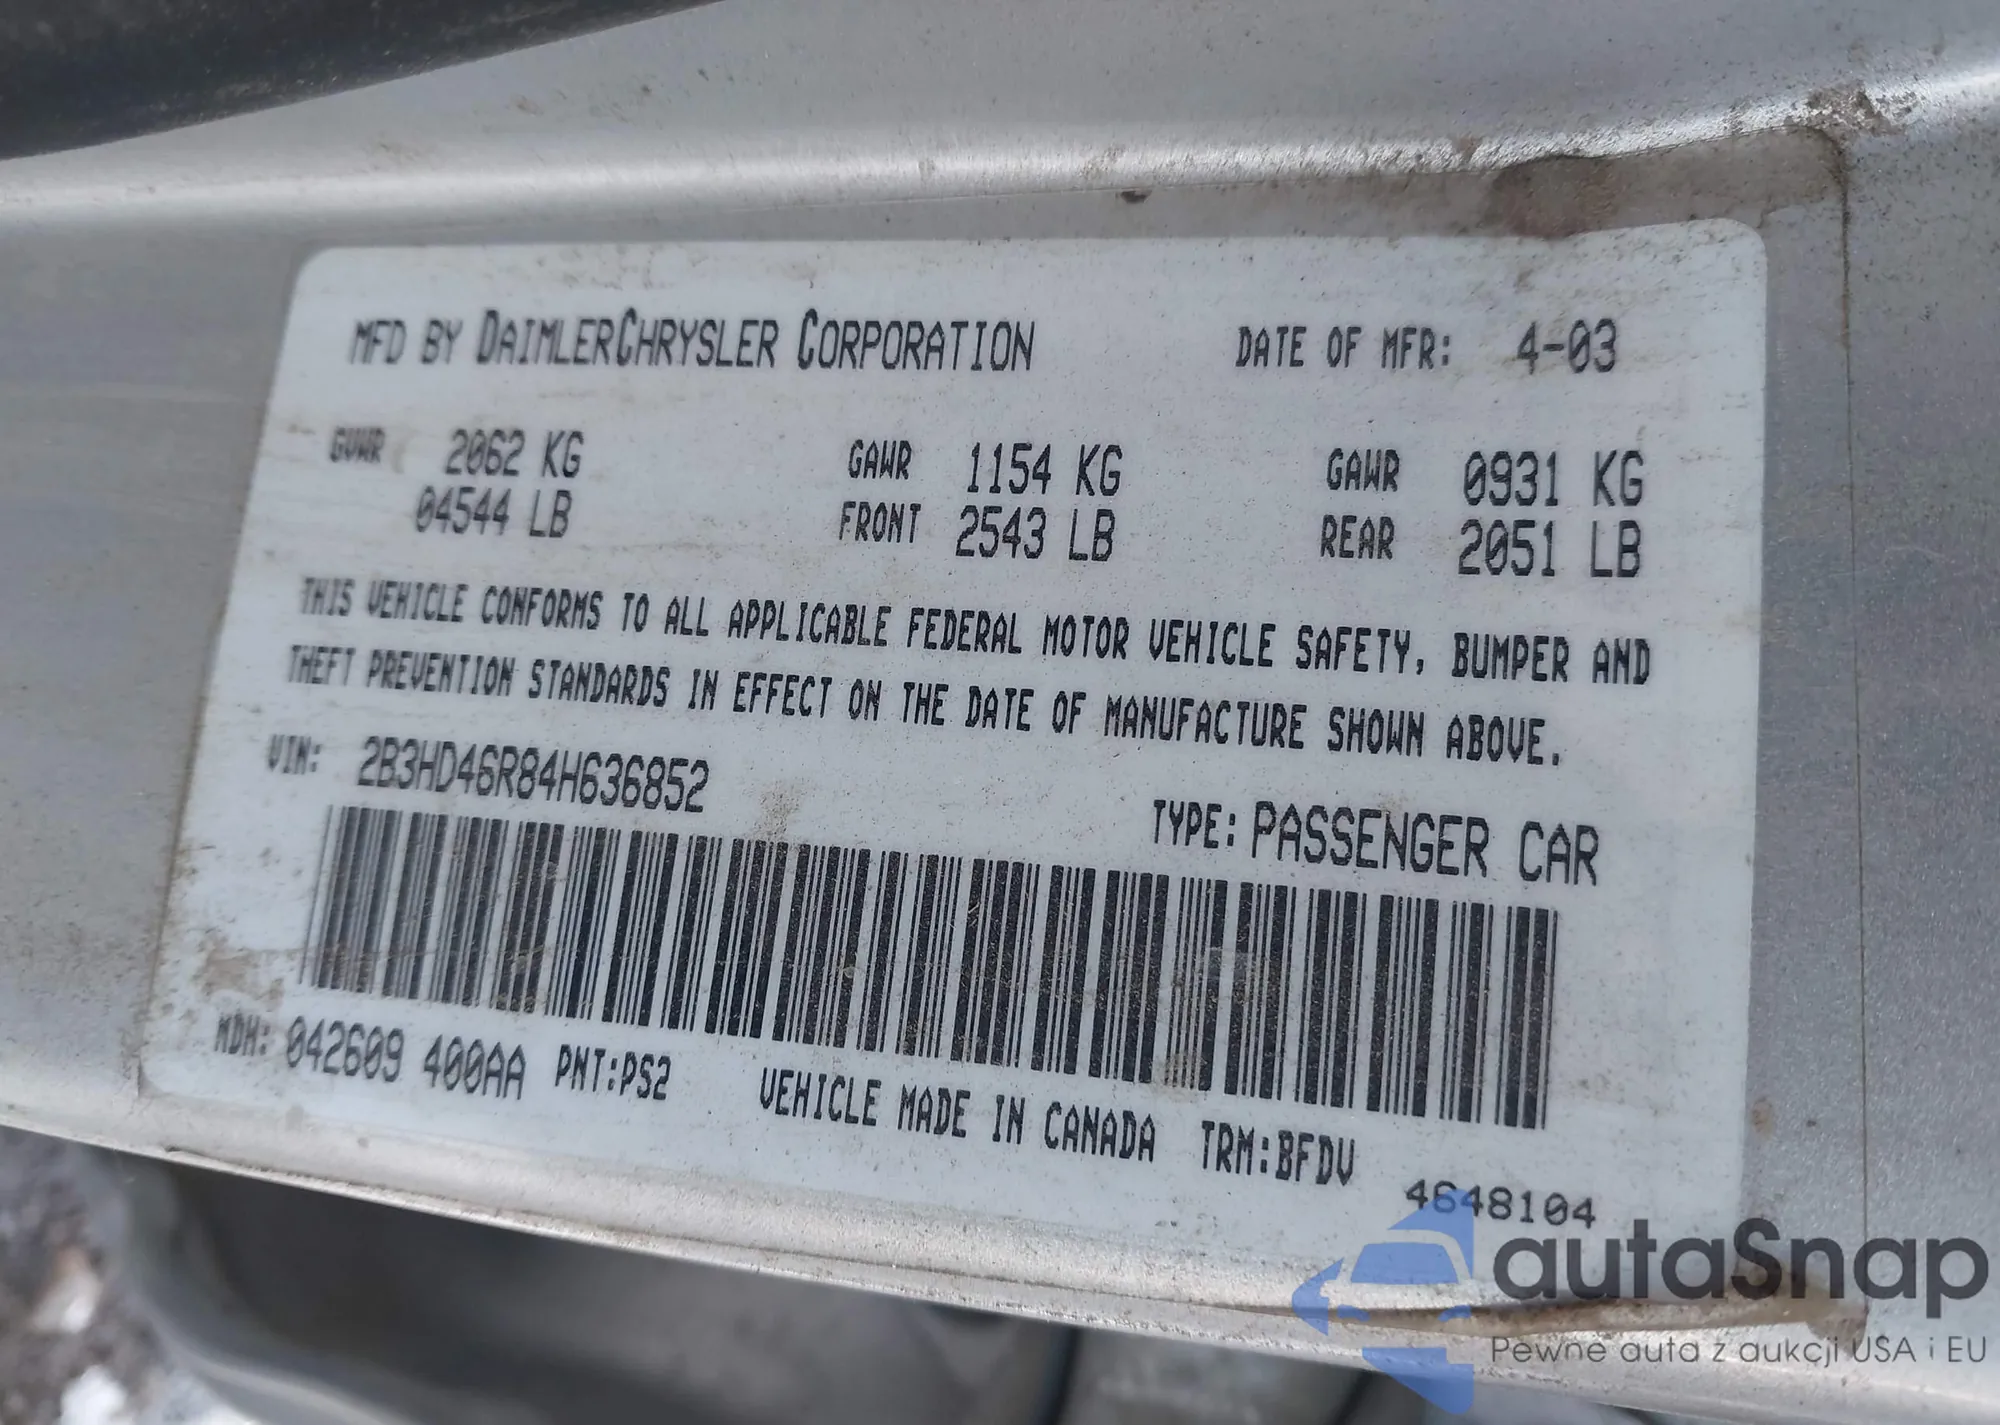 MFD BY DAIMLERCHRYSLER CORPORATION DATE OF MFR: 4-03
GVWR 2062 KG GAWR 1154 KG GAWR 0931 KG
04544 LB FRONT 2543 LB REAR 2051 LB
THIS VEHICLE CONFORMS TO ALL APPLICABLE FEDERAL MOTOR VEHICLE SAFETY, BUMPER AND
THEFT PREVENTION STANDARDS IN EFFECT ON THE DATE OF MANUFACTURE SHOWN ABOVE.
VIN: 2B3HD46R84H636852 TYPE: PASSENGER CAR
MDH: 042609 400AA PNT:PS2 VEHICLE MADE IN CANADA TRM:BFDV
4648104
autaSnap
Pewne auta z aukcji USA i EU